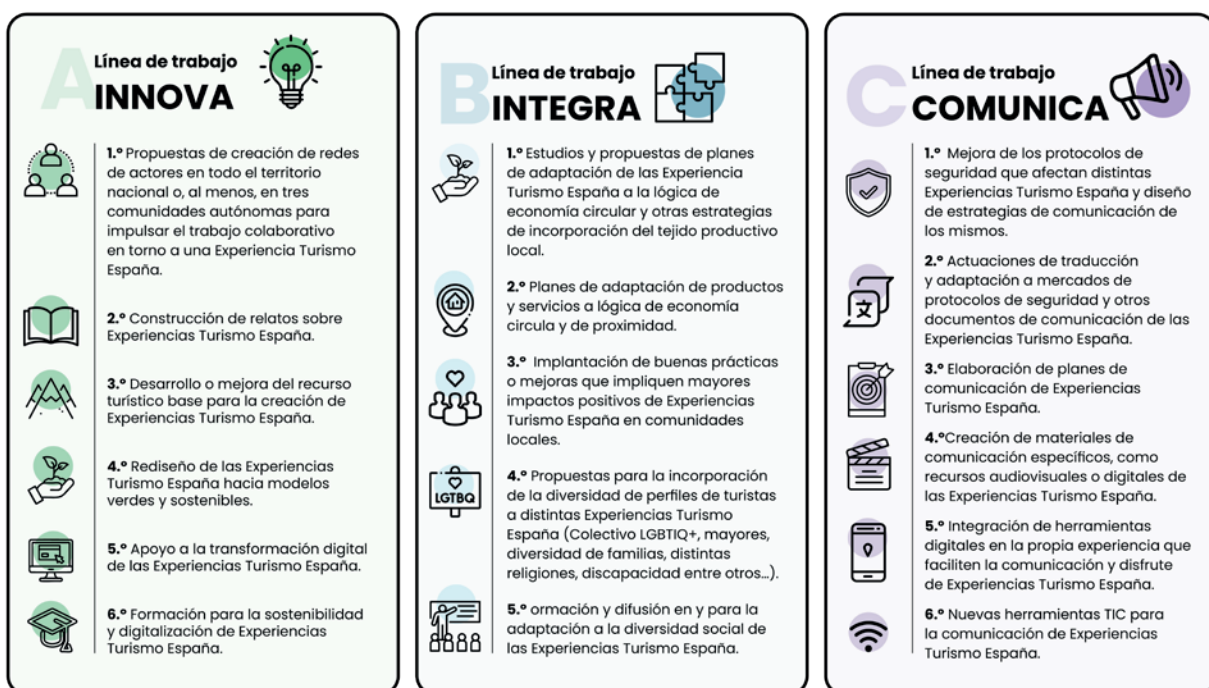 A
Línea de trabajo
INNOVA
1.º Propuestas de creación de redes
de actores en todo el territorio
nacional o, al menos, en tres
comunidades autónomas para
impulsar el trabajo colaborativo
en torno a una Experiencia Turismo
España.
2.º Construcción de relatos sobre
Experiencias Turismo España.
3.º Desarrollo o mejora del recurso
turístico base para la creación de
Experiencias Turismo España.
4.º Rediseño de las Experiencias
Turismo España hacia modelos
verdes y sostenibles.
5.º Apoyo a la transformación digital
de las Experiencias Turismo España.
6.º Formación para la sostenibilidad
y digitalización de Experiencias
Turismo España.
B
Línea de trabajo
INTEGRA
1.º Estudios y propuestas de planes
de adaptación de las Experiencia
Turismo España a la lógica de
economía circular y otras estrategias
de incorporación del tejido productivo
local.
2.º Planes de adaptación de productos
y servicios a lógica de economía
circula y de proximidad.
3.º Implantación de buenas prácticas
o mejoras que impliquen mayores
impactos positivos de Experiencias
Turismo España en comunidades
locales.
LGTBQ
4.º Propuestas para la incorporación
de la diversidad de perfiles de turistas
a distintas Experiencias Turismo
España (Colectivo LGBTIQ+, mayores,
diversidad de familias, distintas
religiones, discapacidad entre otros...).
5.º ormación y difusión en y para la
adaptación a la diversidad social de
las Experiencias Turismo España.
C
Línea de trabajo
COMUNICA
1.º Mejora de los protocolos de
seguridad que afectan distintas
Experiencias Turismo España y diseño
de estrategias de comunicación de
los mismos.
文
2.º Actuaciones de traducción
y adaptación a mercados de
protocolos de seguridad y otros
documentos de comunicación de las
Experiencias Turismo España.
3.º Elaboración de planes de
comunicación de Experiencias
Turismo España.
4.ºCreación de materiales de
comunicación específicos, como
recursos audiovisuales o digitales de
las Experiencias Turismo España.
5.º Integración de herramientas
digitales en la propia experiencia que
faciliten la comunicación y disfrute
de Experiencias Turismo España.
6.º Nuevas herramientas TIC para
la comunicación de Experiencias
Turismo España.